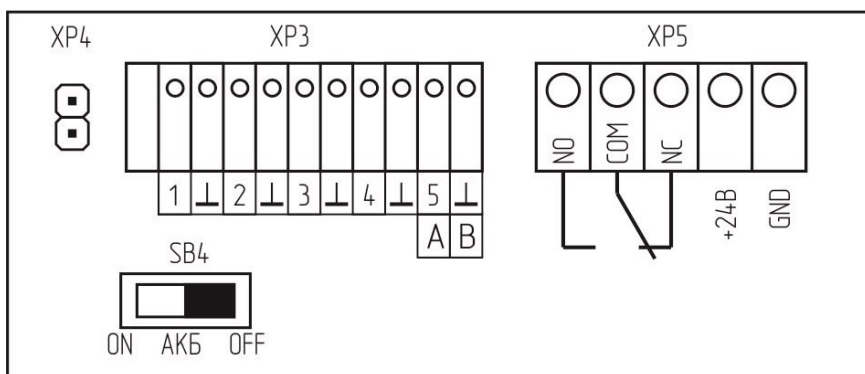 XP4 XP3 XP5
NO COM NC +24В GND
1 ⊥ 2 ⊥ 3 ⊥ 4 ⊥ 5 ⊥
A B
SB4
ON АКБ OFF